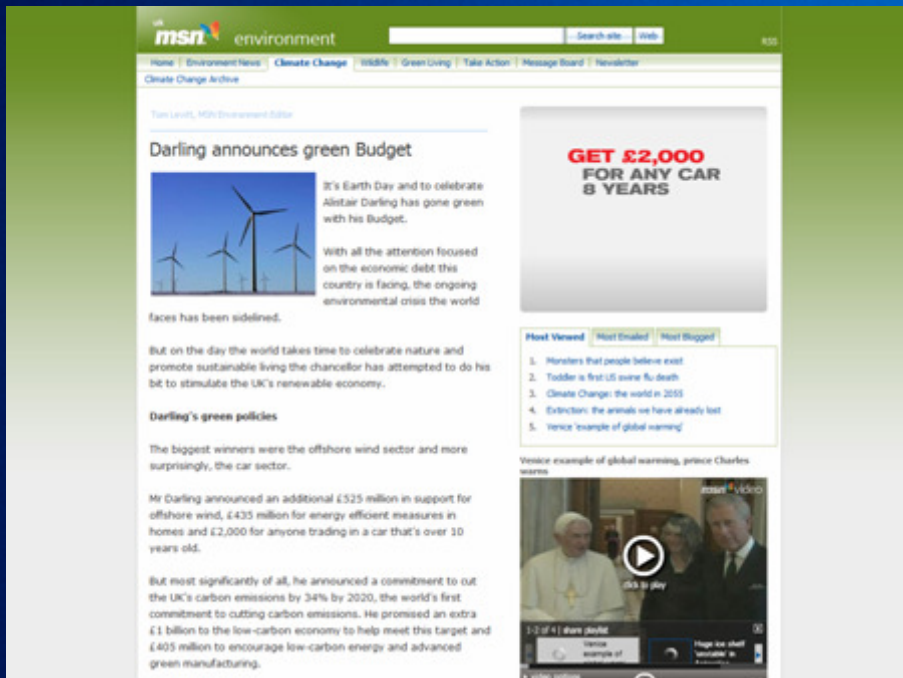 uk
msn environment
Search site Web
RSS
Home | Environment News | Climate Change | Wildlife | Green Living | Take Action | Message Board | Newsletter
Climate Change Archive
Tom Levitt, MSN Environment Editor
Darling announces green Budget
It's Earth Day and to celebrate
Alistair Darling has gone green
with his Budget.
With all the attention focused
on the economic debt this
country is facing, the ongoing
environmental crisis the world
faces has been sidelined.
But on the day the world takes time to celebrate nature and
promote sustainable living the chancellor has attempted to do his
bit to stimulate the UK's renewable economy.
Darling's green policies
The biggest winners were the offshore wind sector and more
surprisingly, the car sector.
Mr Darling announced an additional £525 million in support for
offshore wind, £435 million for energy efficient measures in
homes and £2,000 for anyone trading in a car that's over 10
years old.
But most significantly of all, he announced a commitment to cut
the UK's carbon emissions by 34% by 2020, the world's first
commitment to cutting carbon emissions. He promised an extra
£1 billion to the low-carbon economy to help meet this target and
£405 million to encourage low-carbon energy and advanced
green manufacturing.
GET £2,000
FOR ANY CAR
8 YEARS
Most Viewed Most Emailed Most Blogged
1. Monsters that people believe exist
2. Toddler is first US swine flu death
3. Climate Change: the world in 2055
4. Extinction: the animals we have already lost
5. Venice 'example of global warming'
Venice example of global warming, prince Charles
warns
msn video
click to play
1-2 of 4 | share playlist
Venice
example of
Huge ice shelf
'unstable' in